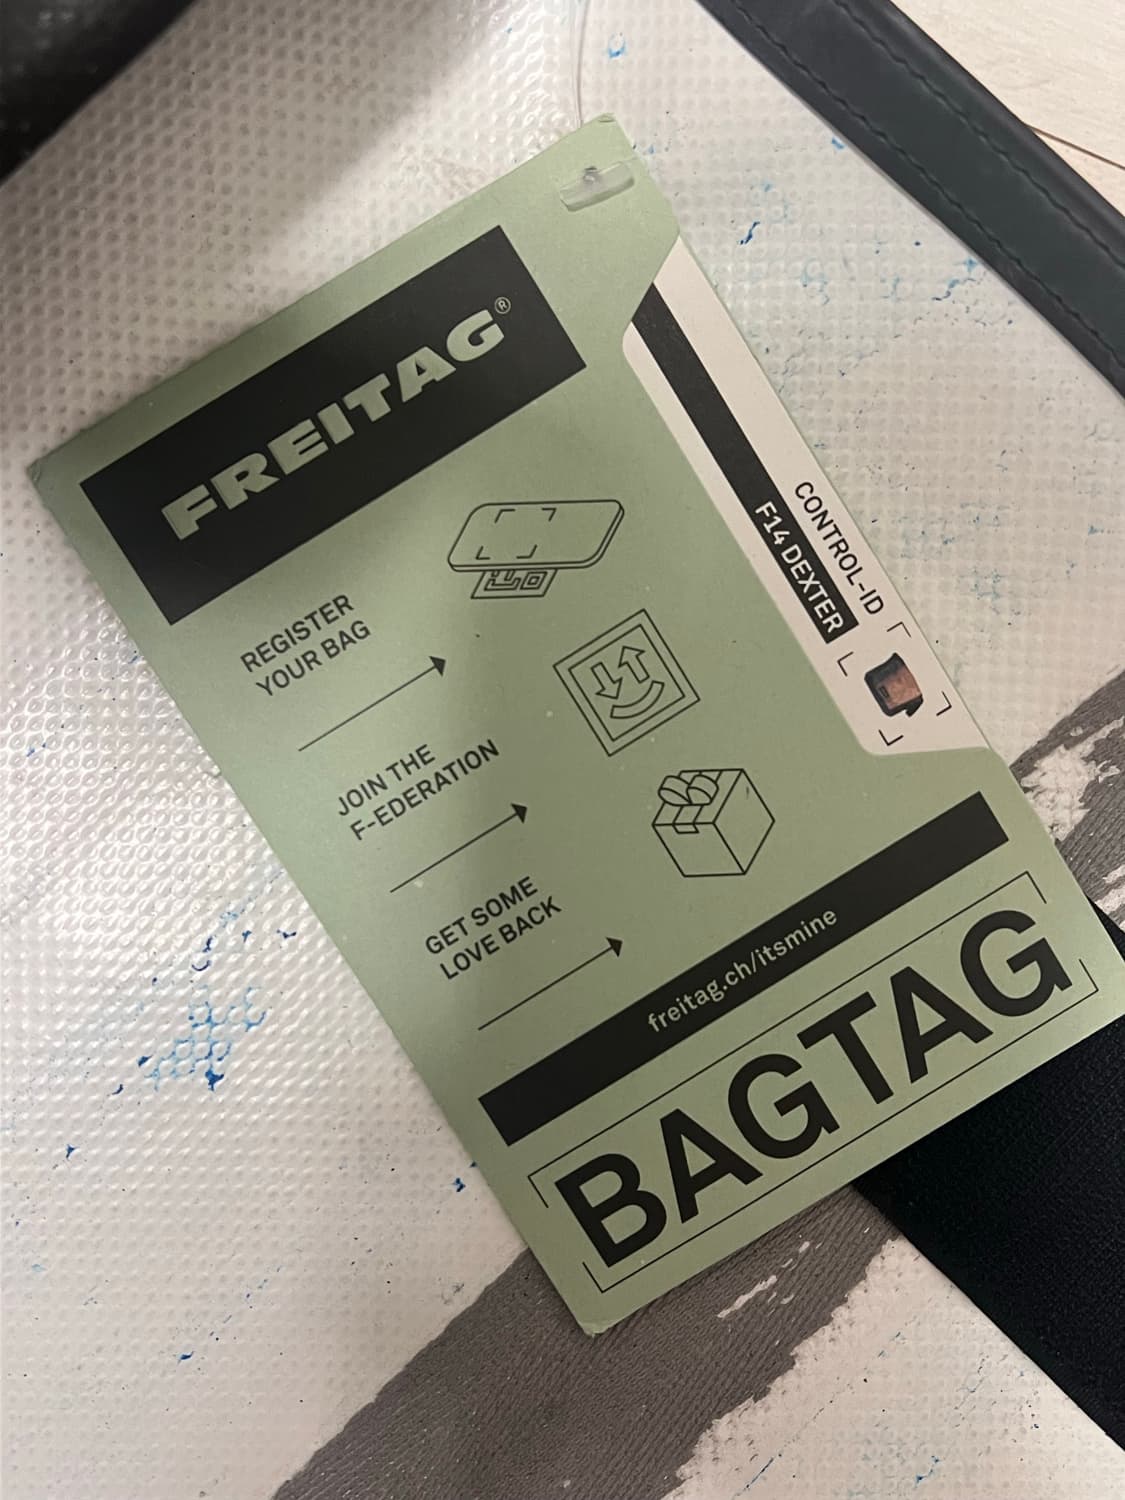 FREITAG®
REGISTER
YOUR BAG
JOIN THE
F-EDERATION
GET SOME
LOVE BACK
CONTROL-ID
F14 DEXTER
freitag.ch/itsmine
BAGTAG